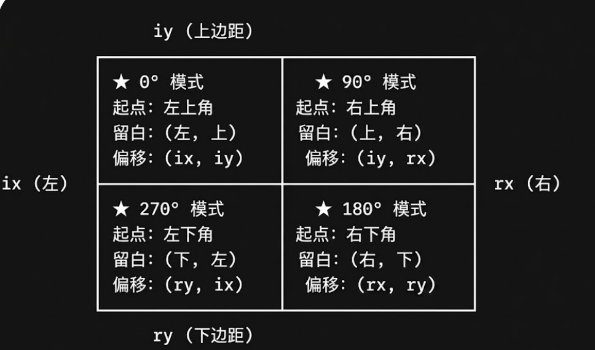 iy (上边距)
★ 0° 模式
起点: 左上角
留白: (左, 上)
偏移: (ix, iy)
★ 90° 模式
起点: 右上角
留白: (上, 右)
偏移: (iy, rx)
ix (左)
rx (右)
★ 270° 模式
起点: 左下角
留白: (下, 左)
偏移: (ry, ix)
★ 180° 模式
起点: 右下角
留白: (右, 下)
偏移: (rx, ry)
ry (下边距)